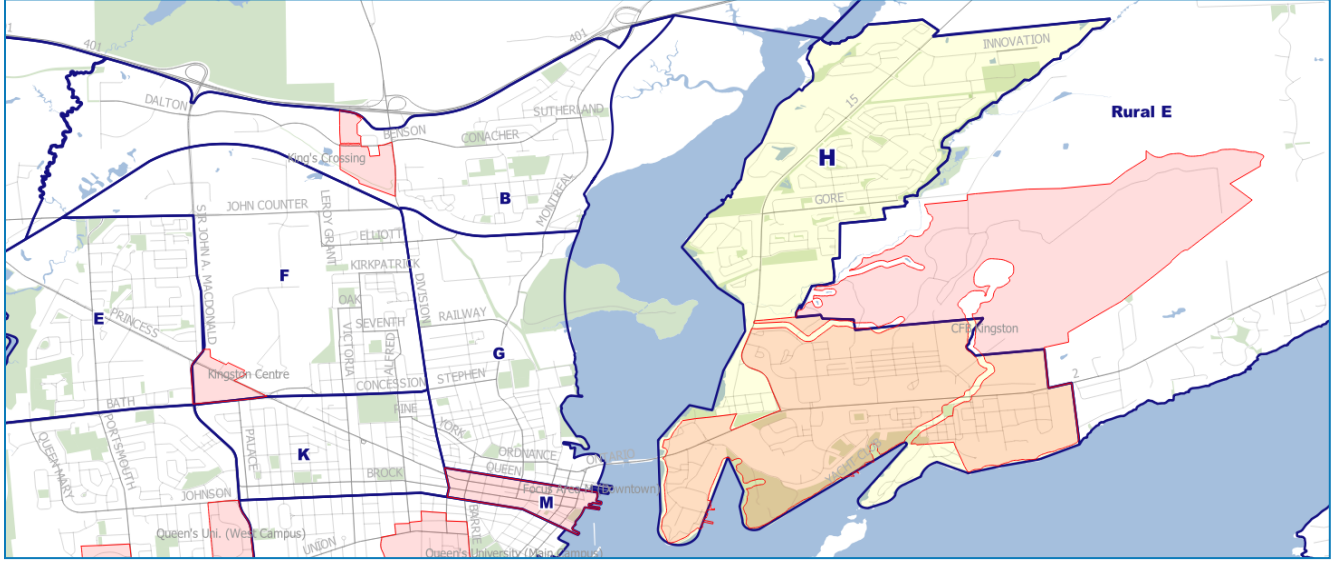 401
401
INNOVATION
DALTON
15
SUTHERLAND
Rural E
BENSON
CONACHER
King's Crossing
H
B
MONTREAL
GORE
JOHN COUNTER
LEROY GRANT
SIR JOHN A. MACDONALD
ELLIOTT
KIRKPATRICK
F
DIVISION
OAK
RAILWAY
E
PRINCESS
SEVENTH
CFB Kingston
VICTORIA
ALFRED
G
Kingston Centre
STEPHEN
CONCESSION
2
BATH
PINE
PORTSMOUTH
YORK
PALACE
QUEEN MARY
K
ORDNANCE
ONTARIO
QUEEN
BROCK
YACHT CLUB
JOHNSON
Focus Area M (Downtown)
M
BARRIE
Queen's Uni. (West Campus)
UNION
Queen's University (Main Campus)